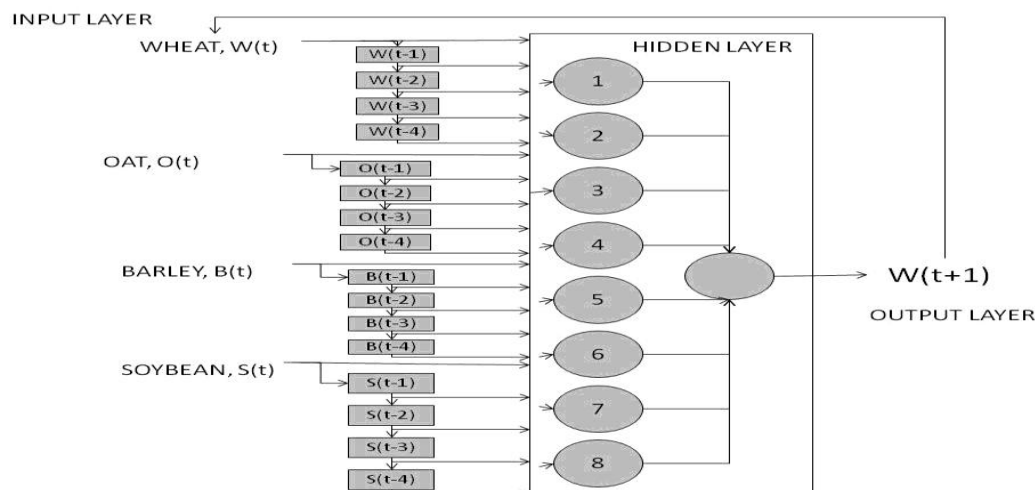 INPUT LAYER
WHEAT, W(t)
HIDDEN LAYER
W(t-1)
W(t-2)
W(t-3)
W(t-4)
OAT, O(t)
O(t-1)
O(t-2)
O(t-3)
O(t-4)
BARLEY, B(t)
B(t-1)
B(t-2)
B(t-3)
B(t-4)
SOYBEAN, S(t)
S(t-1)
S(t-2)
S(t-3)
S(t-4)
1
2
3
4
5
6
7
8
W(t+1)
OUTPUT LAYER